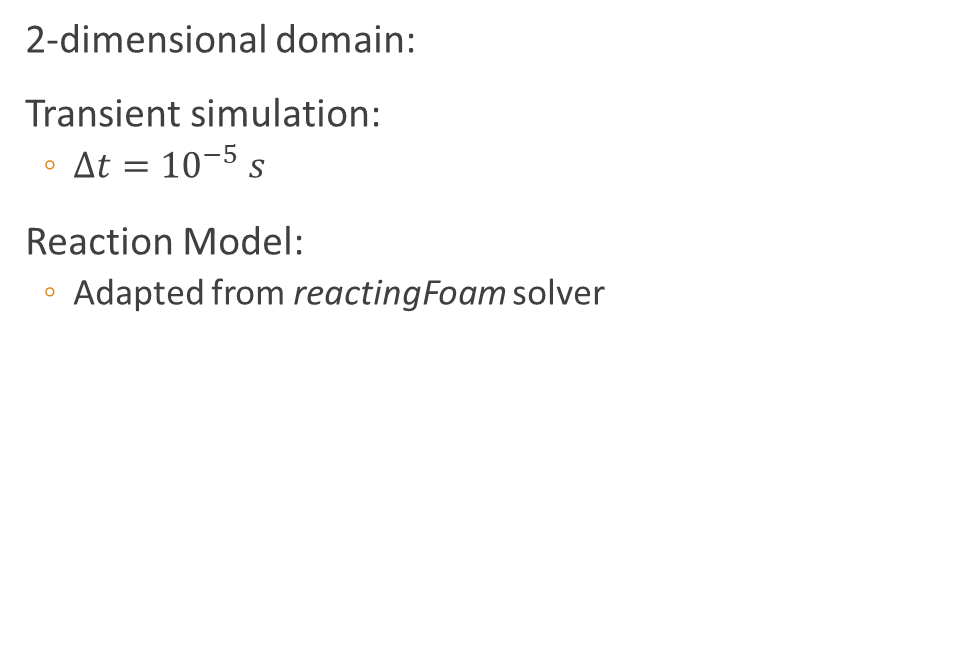 2-dimensional domain:
Transient simulation:
◦ Δt = 10⁻⁵ s
Reaction Model:
◦ Adapted from reactingFoam solver